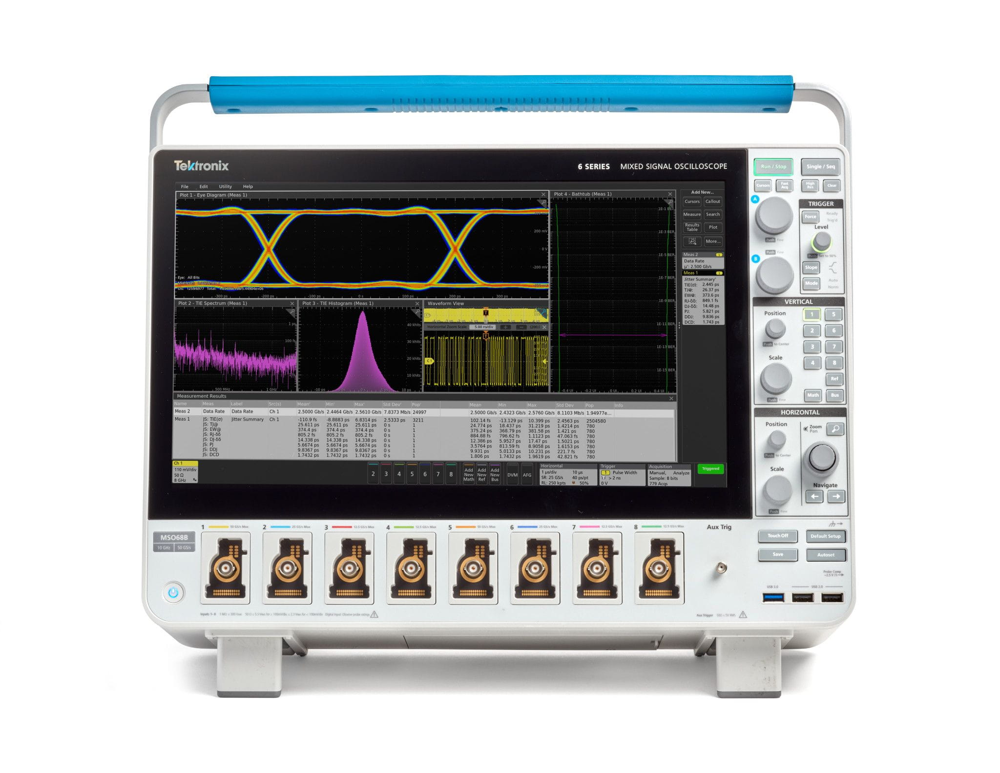 Tektronix
6 SERIES MIXED SIGNAL OSCILLOSCOPE
File Edit Utility Help
Plot 1 - Eye Diagram (Meas 1)
200 mV
0 V
-200 mV
Eye: All Bits
-300 ps -200 ps -100 ps 0 s 100 ps 200 ps 300 ps
Plot 4 - Bathtub (Meas 1)
1E-1 BER
1E-3 BER
1E-5 BER
1E-7 BER
1E-9 BER
1E-11 BER
1E-13 BER
1E-15 BER
-0.4 UI -0.2 UI 0 UI 0.2 UI 0.4 UI
Plot 2 - TIE Spectrum (Meas 1)
1 ps
100 fs
500 MHz 1 GHz
Plot 3 - TIE Histogram (Meas 1)
40 khits
30 khits
20 khits
10 khits
-10 ps -5 ps 0 s 5 ps 10 ps
Waveform View
Horizontal Zoom Scale 5.00 ns/div
C 1
Add New...
Cursors Callout
Measure Search
Results Table Plot
More...
Meas 2 1
Data Rate
µ': 2.500 Gb/s
Meas 1 1
Jitter Summary'
TIE(σ): 2.445 ps
TJ@: 26.37 ps
EW@: 373.6 ps
RJ-δδ: 849.1 fs
DJ-δδ: 14.48 ps
PJ: 5.821 ps
DDJ: 9.836 ps
DCD: 1.743 ps
Measurement Results
Name Meas Label Src(s) Mean' Min' Max' Std Dev' Pop' Mean Min Max Std Dev Pop Info
Meas 2 Data Rate Data Rate Ch 1 2.5000 Gb/s 2.4464 Gb/s 2.5610 Gb/s 7.8373 Mb/s 24997 2.5000 Gb/s 2.4323 Gb/s 2.5760 Gb/s 8.1103 Mb/s 1.94977e...
Meas 1 JS: TIE(σ) Jitter Summary Ch 1 -110.9 fs -8.8883 ps 6.8314 ps 2.5333 ps 3211 102.14 fs -13.129 ps 10.399 ps 2.4563 ps 2504580
JS: TJ@ 25.611 ps 25.611 ps 25.611 ps 0 s 1 24.774 ps 18.437 ps 31.219 ps 1.4214 ps 780
JS: EW@ 374.4 ps 374.4 ps 374.4 ps 0 s 1 375.24 ps 368.79 ps 381.58 ps 1.421 ps 780
JS: RJ-δδ 805.2 fs 805.2 fs 805.2 fs 0 s 1 884.88 fs 796.62 fs 1.1123 ps 47.063 fs 780
JS: DJ-δδ 14.338 ps 14.338 ps 14.338 ps 0 s 1 12.386 ps 5.9527 ps 17.47 ps 1.5021 ps 780
JS: PJ 5.6674 ps 5.6674 ps 5.6674 ps 0 s 1 3.5764 ps 813.59 fs 8.9058 ps 1.6153 ps 780
JS: DDJ 9.8367 ps 9.8367 ps 9.8367 ps 0 s 1 9.931 ps 5.0133 ps 10.231 ps 221.7 fs 780
JS: DCD 1.7432 ps 1.7432 ps 1.7432 ps 0 s 1 1.806 ps 1.7432 ps 1.9619 ps 42.821 fs 780
Ch 1
110 mV/div
50 Ω
8 GHz
2 3 4 5 6 7 8
Add New Math
Add New Ref
Add New Bus
DVM AFG
Horizontal
1 µs/div 10 µs
SR: 25 GS/s 40 ps/pt
RL: 250 kpts 50%
Trigger
1 Pulse Width
> 2 ns
0 V
Acquisition
Manual, Analyze
Sample: 8 bits
779 Acqs
Triggered
Run / Stop Single / Seq
Cursors Fast Acq High Res Clear
A
Push Fine
Push Fine
B
TRIGGER
Force Ready
Trig'd
Level
Push Set to 50%
Slope
Mode Auto
Norm
VERTICAL
Position
Push to Center
Scale
Push Fine
1 5
2 6
3 7
4 8
Ref
Math Bus
HORIZONTAL
Position
Push to Center
Scale
Push Fine
Zoom
Pan
Navigate
1 50 GS/s Max 2 25 GS/s Max 3 12.5 GS/s Max 4 12.5 GS/s Max 5 50 GS/s Max 6 25 GS/s Max 7 12.5 GS/s Max 8 12.5 GS/s Max
Aux Trig
MSO68B
10 GHz 50 GS/s
Touch Off Default Setup
Save Autoset
Probe Comp
USB 3.0 USB 2.0
Inputs 1-8
Digital Input: Observe probe ratings
Aux Trigger